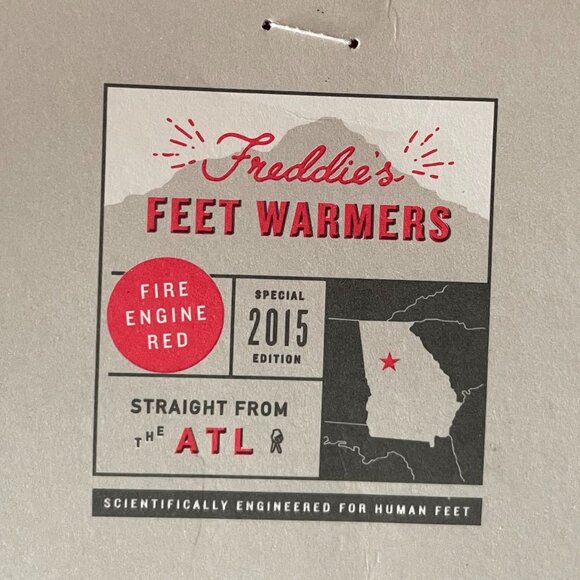 Freddie's
FEET WARMERS
FIRE
ENGINE
RED
SPECIAL
2015
EDITION
STRAIGHT FROM
THE ATL
SCIENTIFICALLY ENGINEERED FOR HUMAN FEET